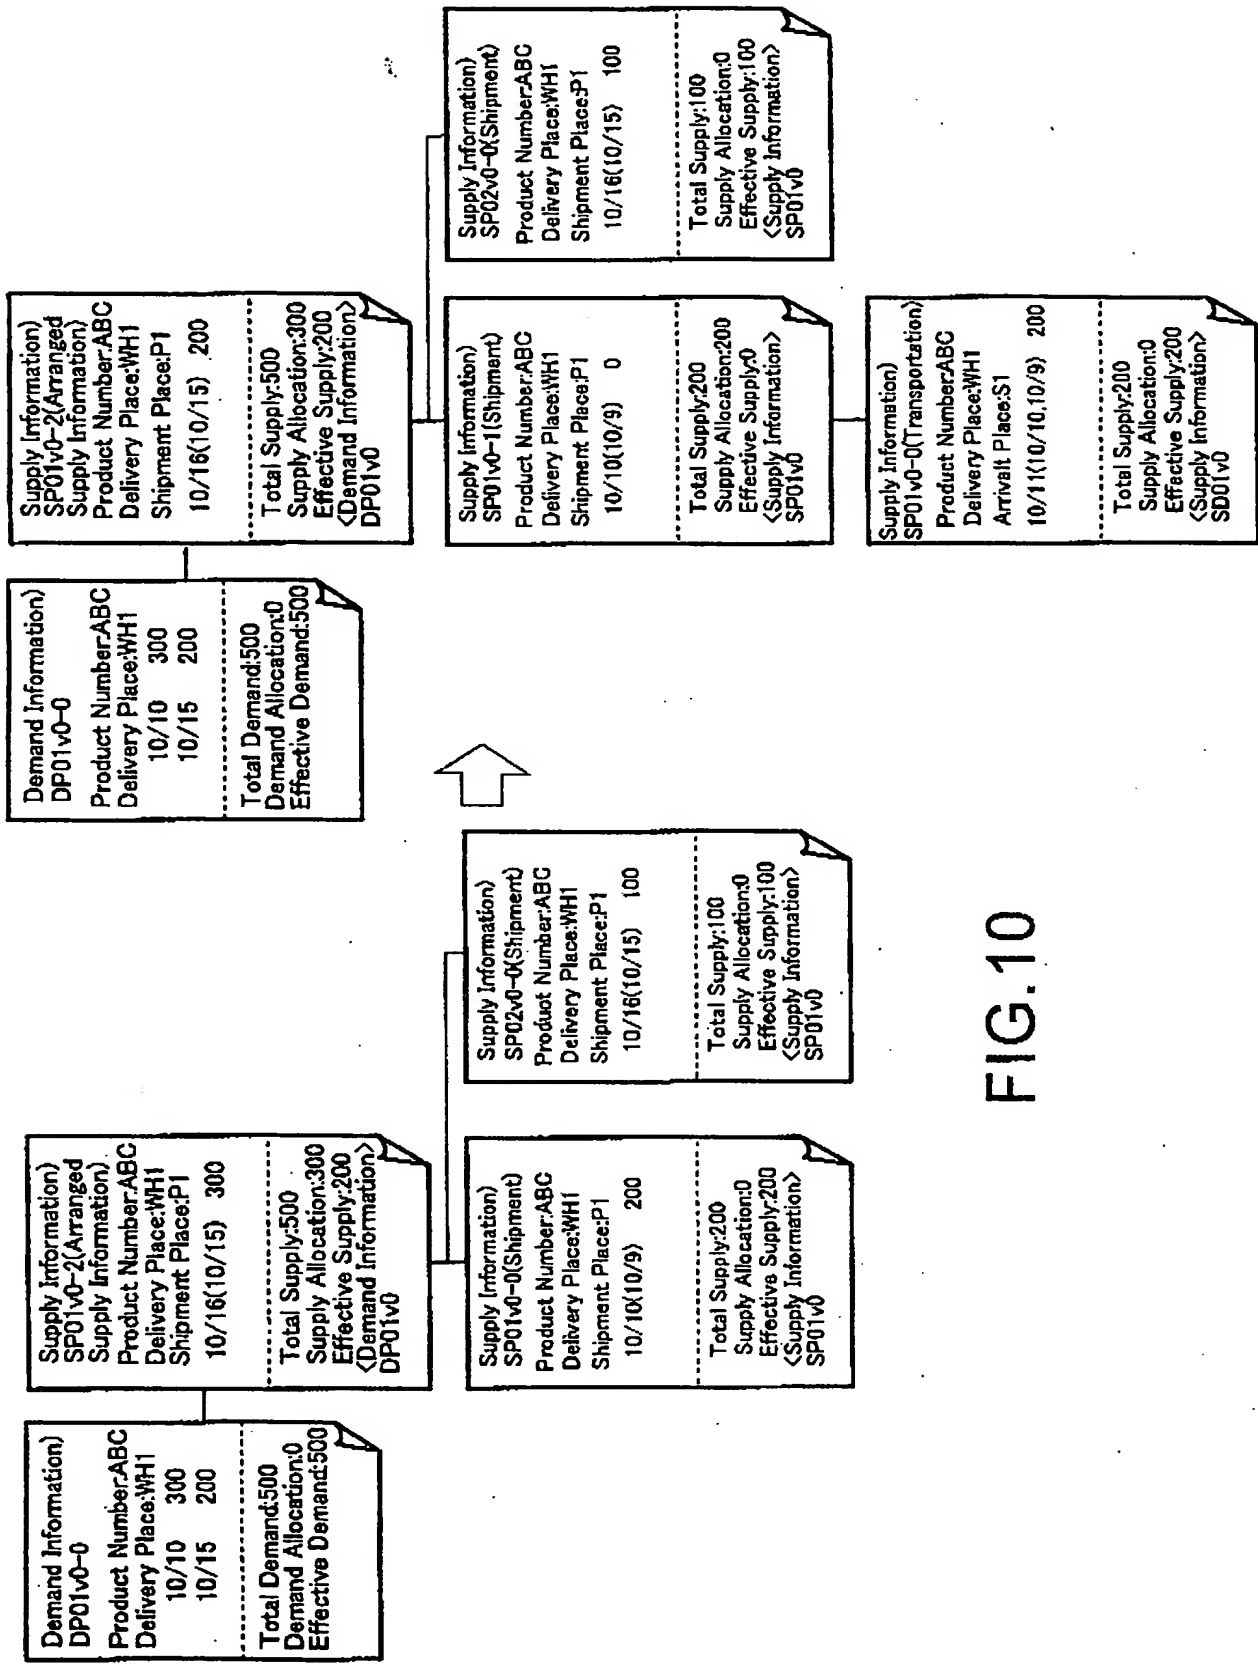 Demand Information)
DP01v0-0
Product Number:ABC
Delivery Place:WH1
10/10 300
10/15 200
Total Demand:500
Demand Allocation:0
Effective Demand:500
Supply Information)
SP01v0-2(Arranged
Supply Information)
Product Number:ABC
Delivery Place:WH1
Shipment Place:P1
10/16(10/15) 300
Total Supply:500
Supply Allocation:300
Effective Supply:200
<Demand Information>
DP01v0
Supply Information)
SP01v0-0(Shipment)
Product Number:ABC
Delivery Place:WH1
Shipment Place:P1
10/10(10/9) 200
Total Supply:200
Supply Allocation:0
Effective Supply:200
<Supply Information>
SP01v0
Supply Information)
SP02v0-0(Shipment)
Product Number:ABC
Delivery Place:WH1
Shipment Place:P1
10/16(10/15) 100
Total Supply:100
Supply Allocation:0
Effective Supply:100
<Supply Information>
SP01v0
Demand Information)
DP01v0-0
Product Number:ABC
Delivery Place:WH1
10/10 300
10/15 200
Total Demand:500
Demand Allocation:0
Effective Demand:500
Supply Information)
SP01v0-2(Arranged
Supply Information)
Product Number:ABC
Delivery Place:WH1
Shipment Place:P1
10/16(10/15) 200
Total Supply:500
Supply Allocation:300
Effective Supply:200
<Demand Information>
DP01v0
Supply Information)
SP01v0-1(Shipment)
Product Number:ABC
Delivery Place:WH1
Shipment Place:P1
10/10(10/9) 0
Total Supply:200
Supply Allocation:200
Effective Supply:0
<Supply Information>
SP01v0
Supply Information)
SP02v0-0(Shipment)
Product Number:ABC
Delivery Place:WH1
Shipment Place:P1
10/16(10/15) 100
Total Supply:100
Supply Allocation:0
Effective Supply:100
<Supply Information>
SP01v0
Supply Information)
SP01v0-0(Transportation)
Product Number:ABC
Delivery Place:WH1
Arrivalt Place:S1
10/11(10/10,10/9) 200
Total Supply:200
Supply Allocation:0
Effective Supply:200
<Supply Information>
SD01v0
FIG.10